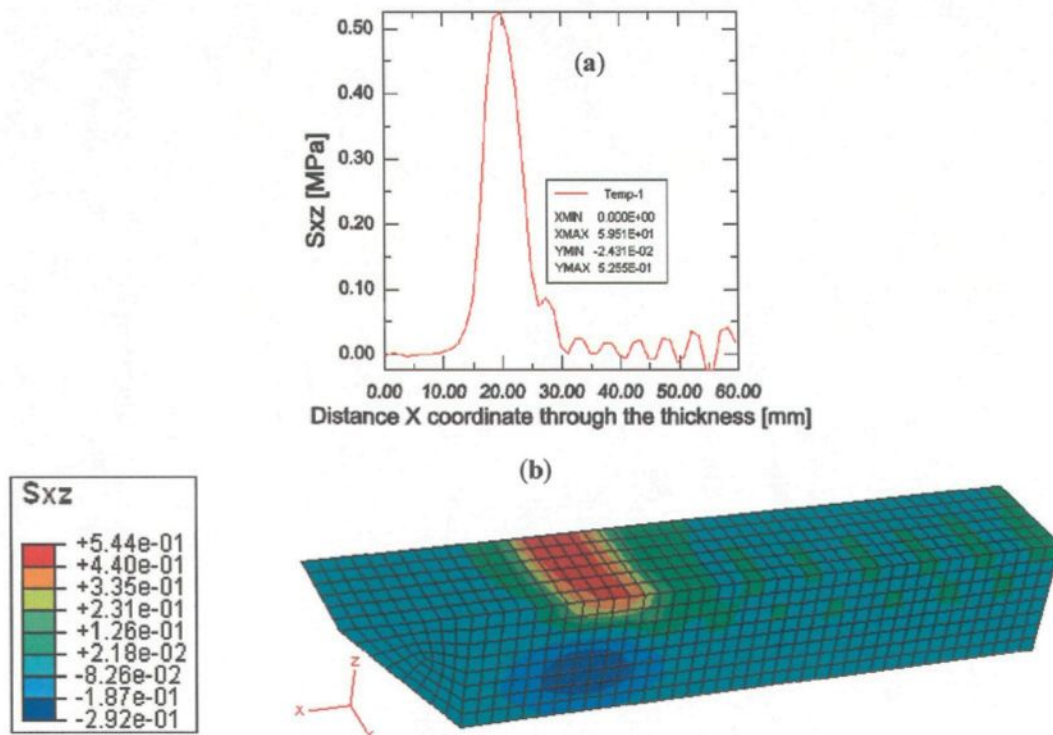 0.50
(a)
0.40
0.30
0.20
0.10
0.00
Sxz [MPa]
Temp-1
XMIN 0.000E+00
XMAX 5.951E+01
YMIN -2.431E-02
YMAX 5.255E-01
0.00 10.00 20.00 30.00 40.00 50.00 60.00
Distance X coordinate through the thickness [mm]
(b)
Sxz
+5.44e-01
+4.40e-01
+3.35e-01
+2.31e-01
+1.26e-01
+2.18e-02
-8.26e-02
-1.87e-01
-2.92e-01
z
x